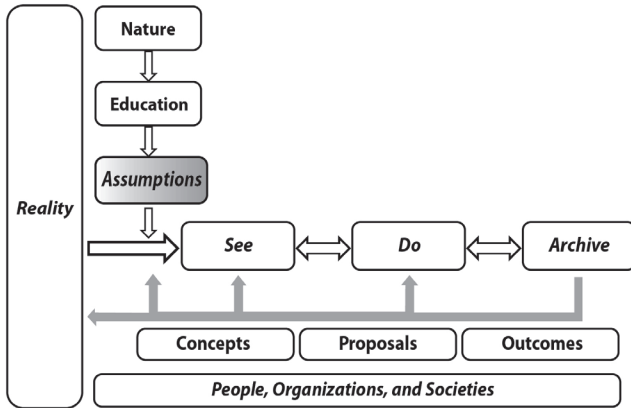 Nature
Education
Assumptions
Reality
See
Do
Archive
Concepts
Proposals
Outcomes
People, Organizations, and Societies